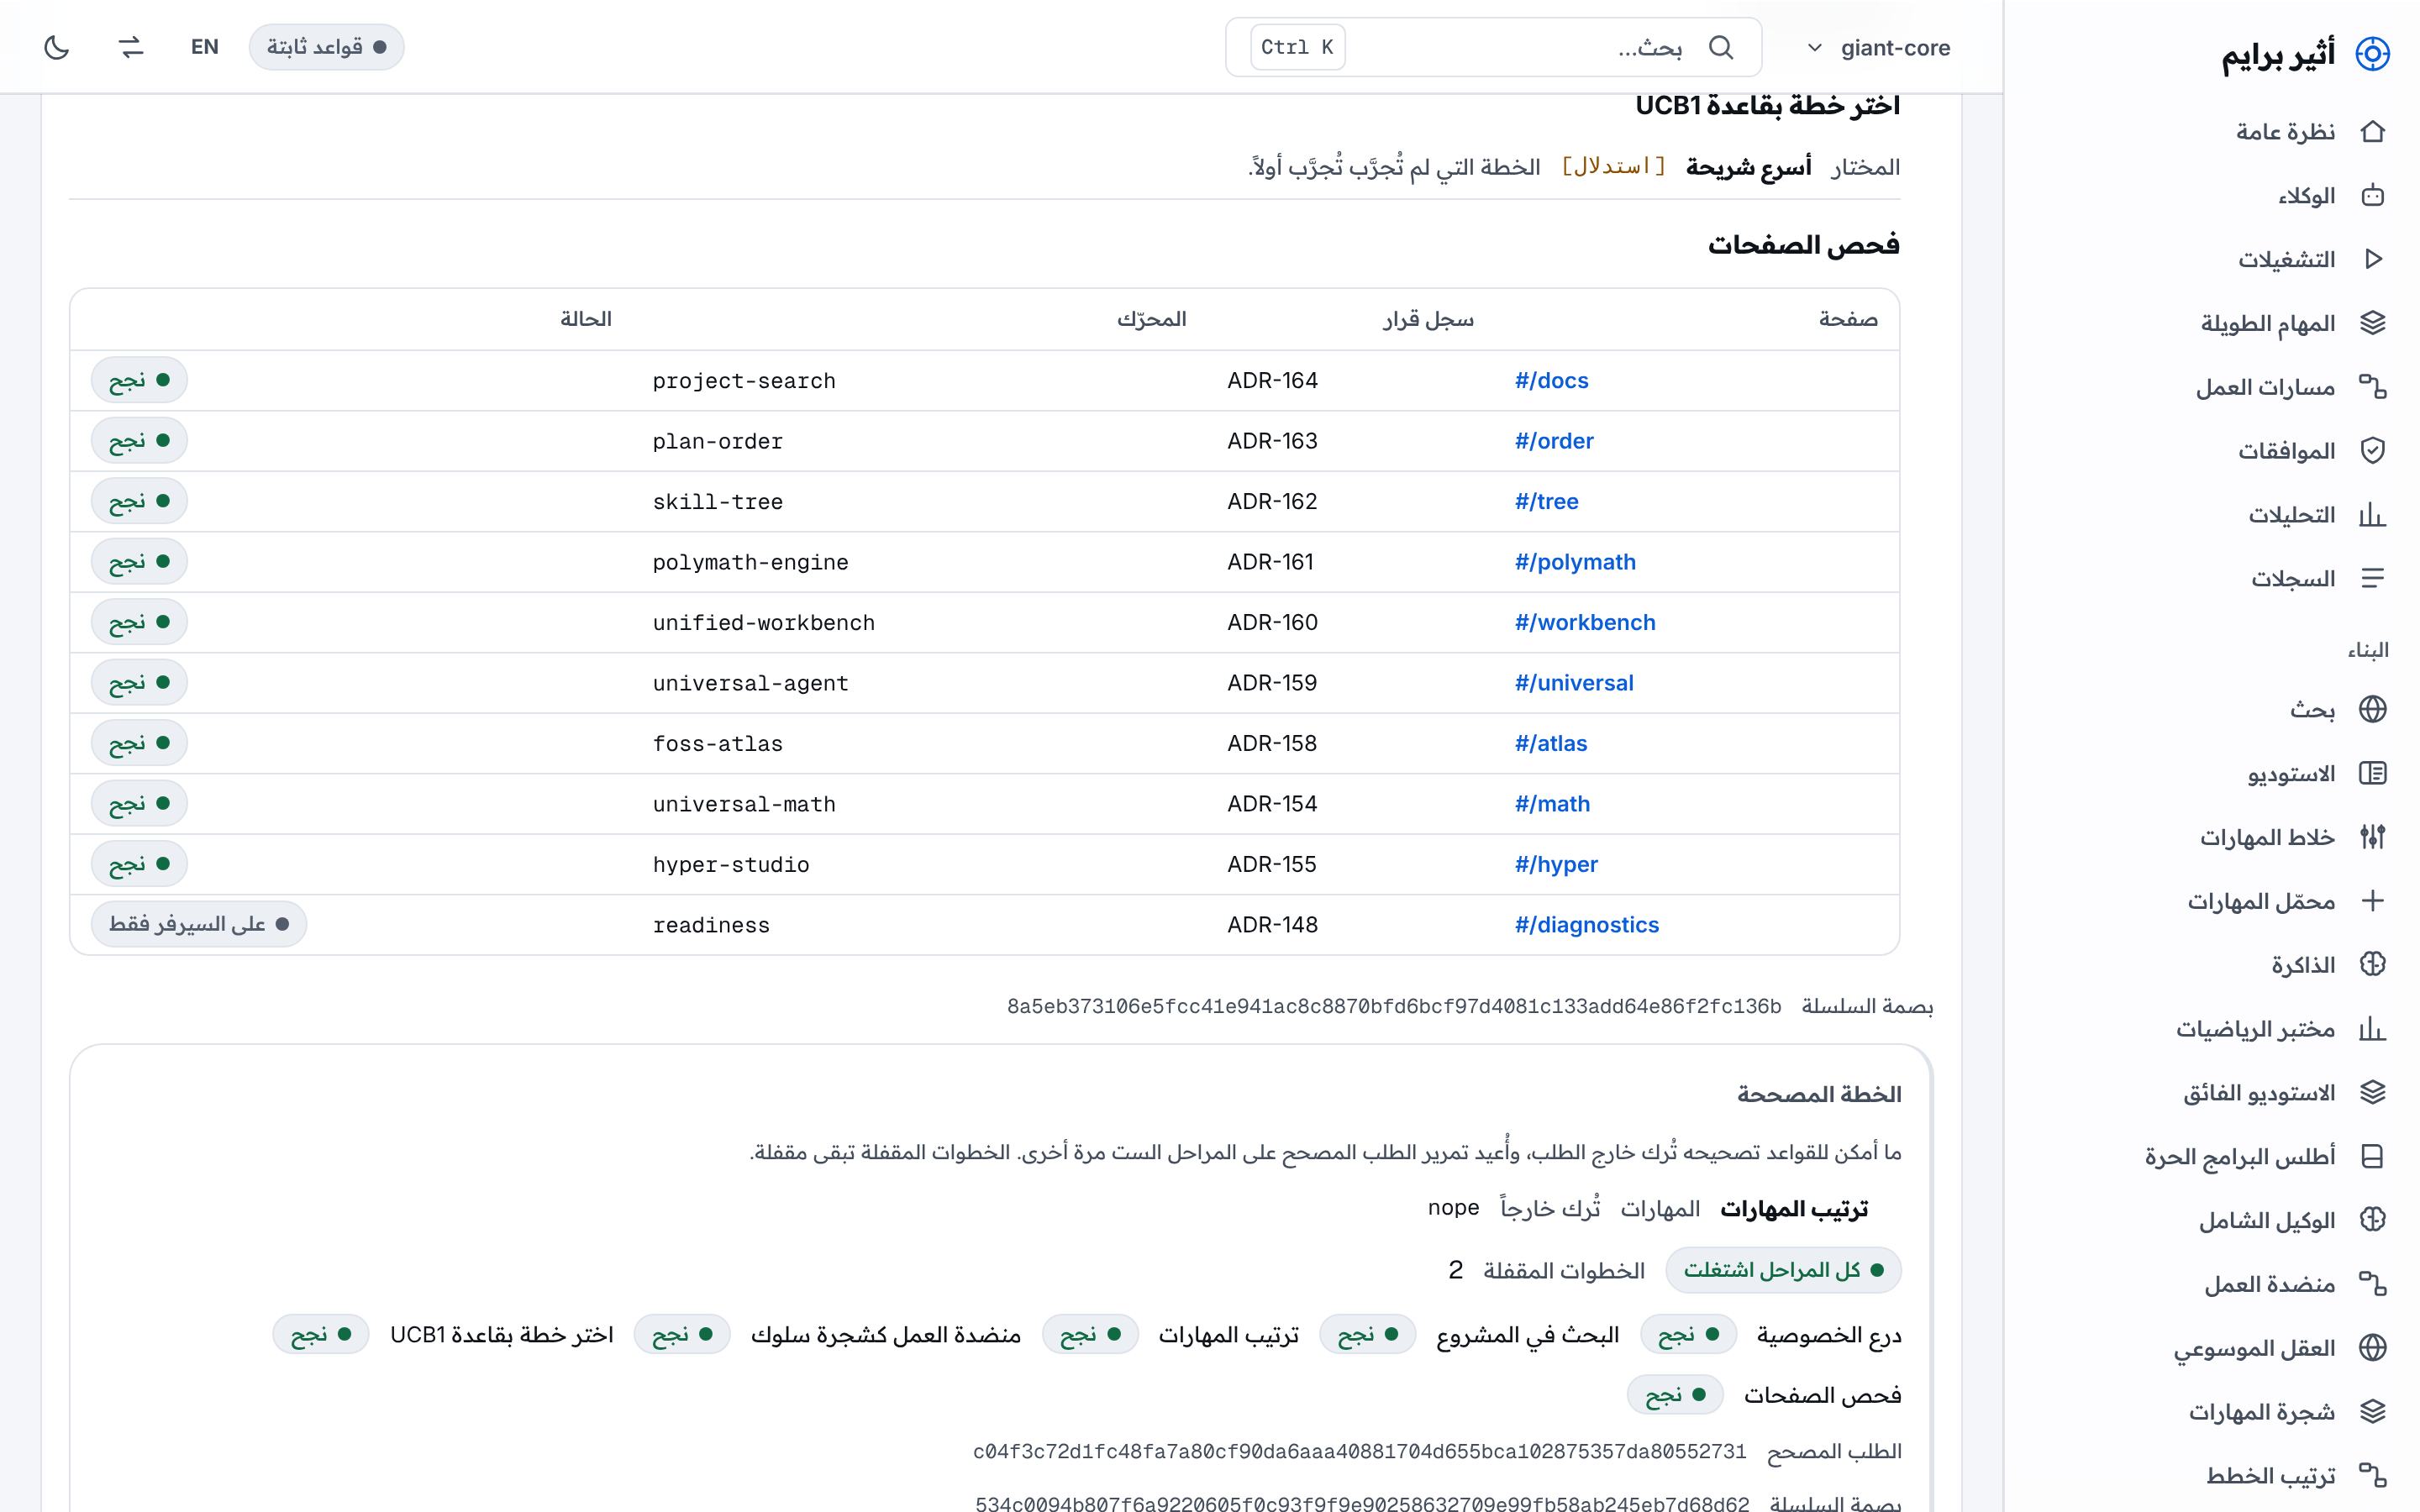 أثير برايم
نظرة عامة
الوكلاء
التشغيلات
المهام الطويلة
مسارات العمل
الموافقات
التحليلات
السجلات
البناء
بحث
الاستوديو
خلاط المهارات
محمّل المهارات
الذاكرة
مختبر الرياضيات
الاستوديو الفائق
أطلس البرامج الحرة
الوكيل الشامل
منضدة العمل
العقل الموسوعي
شجرة المهارات
ترتيب الخطط
giant-core بحث... Ctrl K قواعد ثابتة EN
اختر خطة بقاعدة UCB1
المختار أسرع شريحة [استدلال] الخطة التي لم تُجرَّب تُجرَّب أولاً.
فحص الصفحات
صفحة سجل قرار المحرّك الحالة
#/docs ADR-164 project-search نجح
#/order ADR-163 plan-order نجح
#/tree ADR-162 skill-tree نجح
#/polymath ADR-161 polymath-engine نجح
#/workbench ADR-160 unified-workbench نجح
#/universal ADR-159 universal-agent نجح
#/atlas ADR-158 foss-atlas نجح
#/math ADR-154 universal-math نجح
#/hyper ADR-155 hyper-studio نجح
#/diagnostics ADR-148 readiness على السيرفر فقط
بصمة السلسلة 8a5eb373106e5fcc41e941ac8c8870bfd6bcf97d4081c133add64e86f2fc136b
الخطة المصححة
ما أمكن للقواعد تصحيحه تُرك خارج الطلب، وأُعيد تمرير الطلب المصحح على المراحل الست مرة أخرى. الخطوات المقفلة تبقى مقفلة.
ترتيب المهارات المهارات تُرك خارجاً nope
كل المراحل اشتغلت الخطوات المقفلة 2
درع الخصوصية نجح البحث في المشروع نجح ترتيب المهارات نجح منضدة العمل كشجرة سلوك نجح اختر خطة بقاعدة UCB1 نجح
فحص الصفحات نجح
الطلب المصحح c04f3c72d1fc48fa7a80cf90da6aaa40881704d655bca102875357da80552731
بصمة السلسلة 534c0094b807f6a9220605f0c93f9f9e90258632709e99fb58ab245eb7d68d62